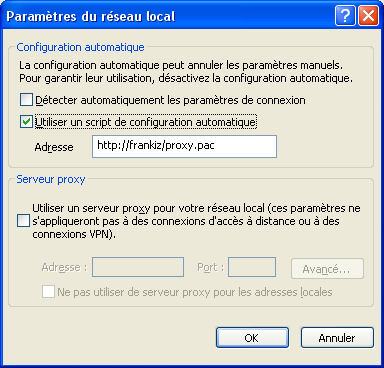 Paramètres du réseau local
Configuration automatique
La configuration automatique peut annuler les paramètres manuels.
Pour garantir leur utilisation, désactivez la configuration automatique.
Détecter automatiquement les paramètres de connexion
Utiliser un script de configuration automatique
Adresse
http://frankiz/proxy.pac
Serveur proxy
Utiliser un serveur proxy pour votre réseau local (ces paramètres ne
s'appliqueront pas à des connexions d'accès à distance ou à des
connexions VPN).
Adresse : Port : Avancé...
Ne pas utiliser de serveur proxy pour les adresses locales
OK Annuler